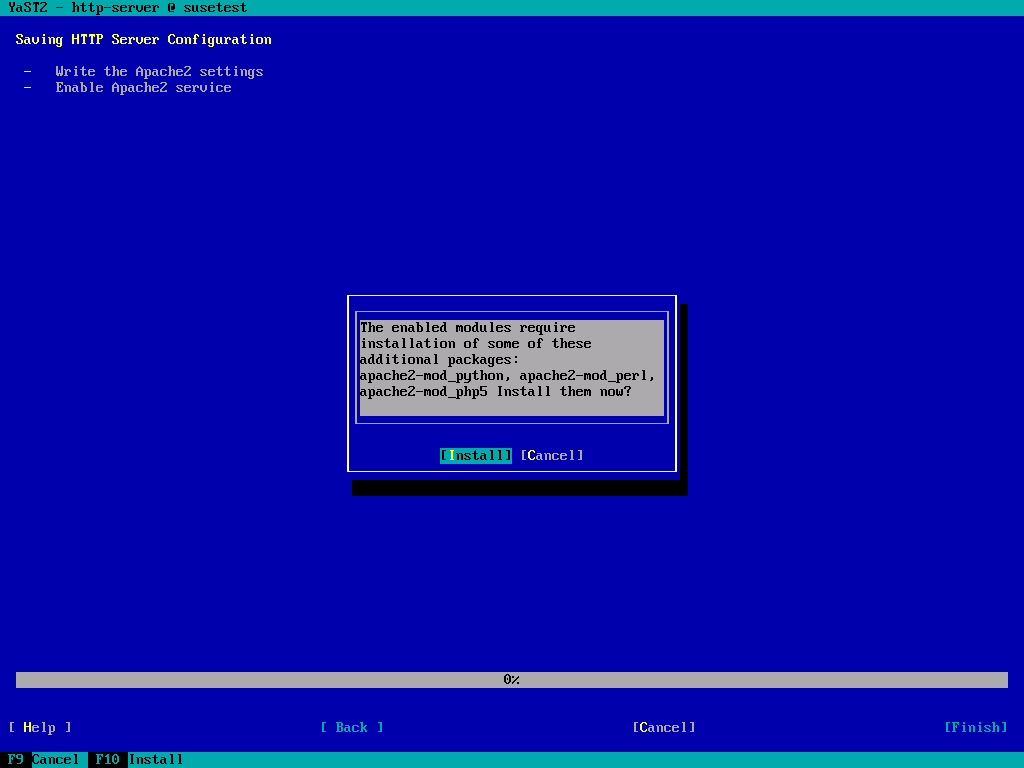 YaST2 - http-server @ susetest
Saving HTTP Server Configuration
- Write the Apache2 settings
- Enable Apache2 service
The enabled modules require
installation of some of these
additional packages:
apache2-mod_python, apache2-mod_perl,
apache2-mod_php5 Install them now?
[Install] [Cancel]
0%
[ Help ] [ Back ] [Cancel] [Finish]
F9 Cancel F10 Install